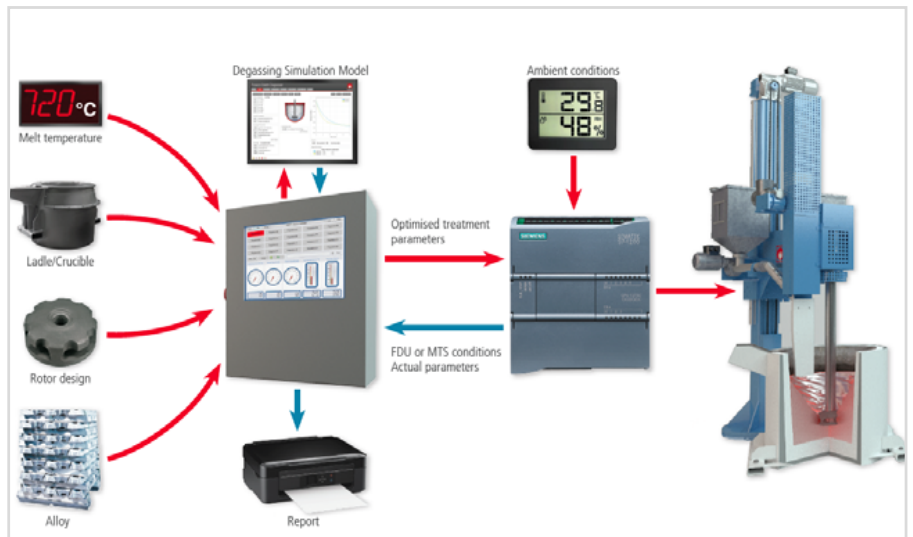 Degassing Simulation Model
Ambient conditions
720°C
Melt temperature
29.8
48
Ladle/Crucible
Optimised treatment
parameters
SIEMENS
Rotor design
FDU or MTS conditions
Actual parameters
Alloy
Report